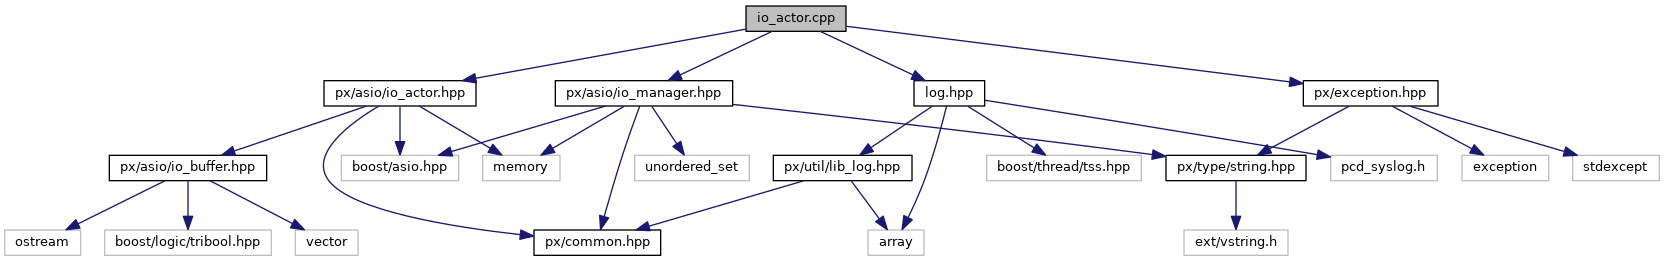 io_actor.cpp
px/asio/io_actor.hpp
px/asio/io_manager.hpp
log.hpp
px/exception.hpp
px/asio/io_buffer.hpp
boost/asio.hpp
memory
unordered_set
px/util/lib_log.hpp
boost/thread/tss.hpp
px/type/string.hpp
pcd_syslog.h
exception
stdexcept
ostream
boost/logic/tribool.hpp
vector
px/common.hpp
array
ext/vstring.h